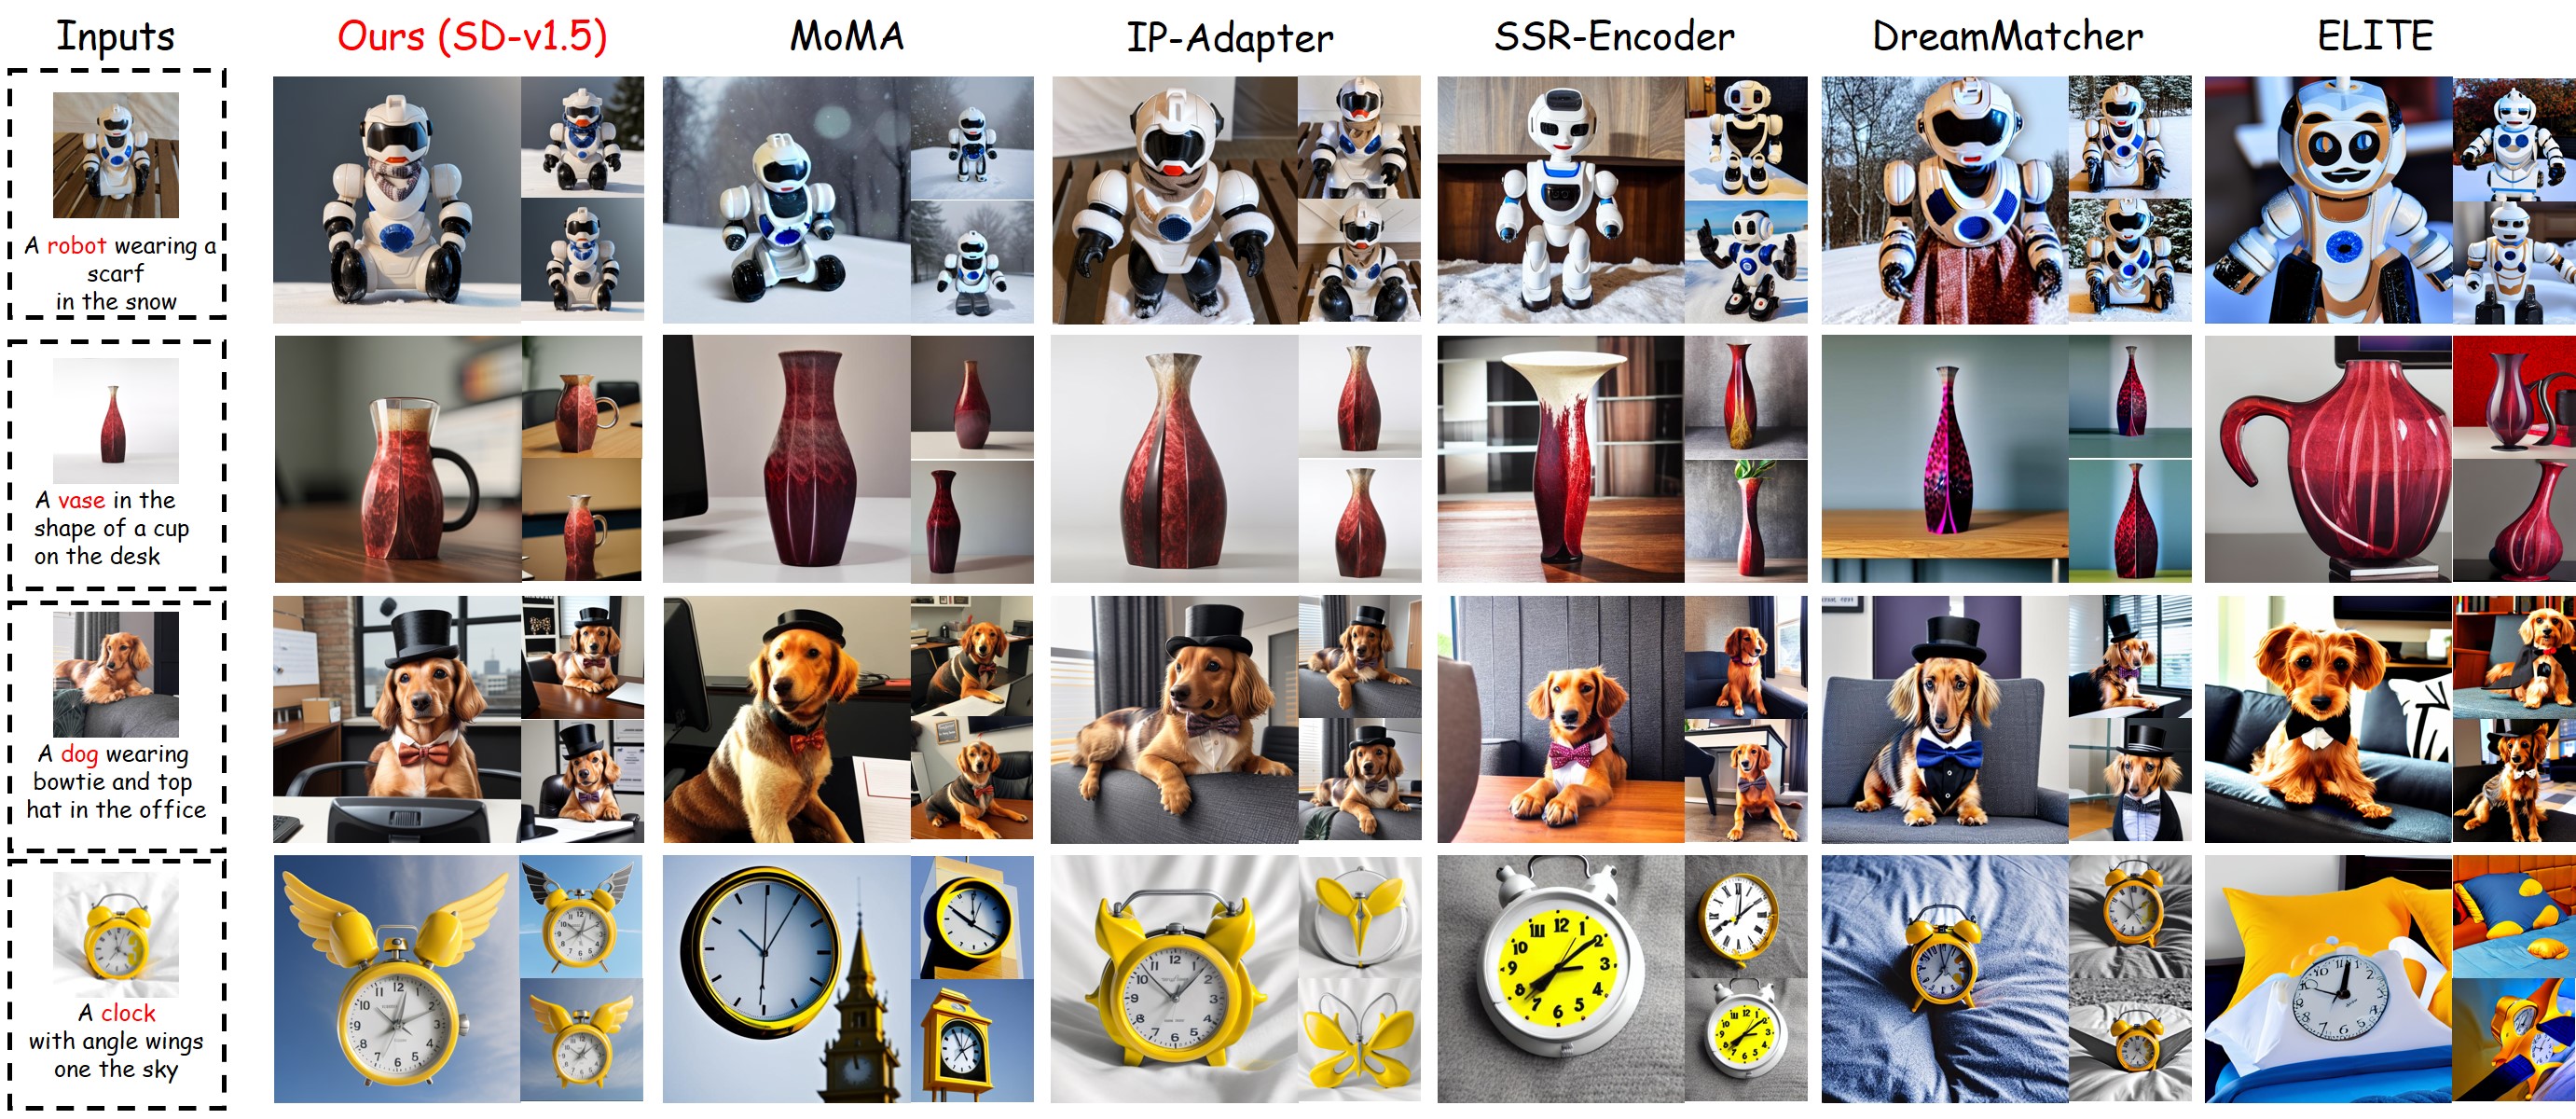 Inputs
Ours (SD-v1.5)
MoMA
IP-Adapter
SSR-Encoder
DreamMatcher
ELITE
A robot wearing a
scarf
in the snow
A vase in the
shape of a cup
on the desk
A dog wearing
bowtie and top
hat in the office
A clock
with angle wings
one the sky